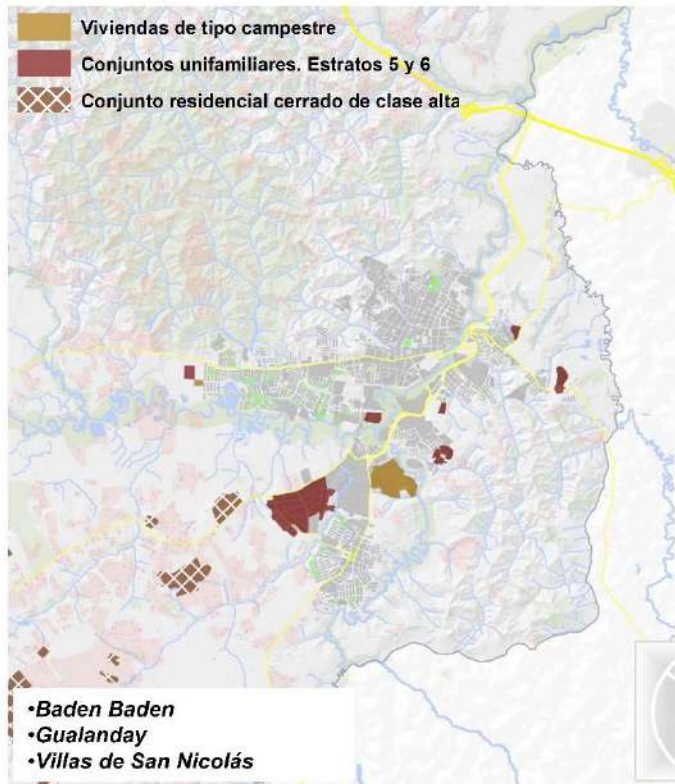 Viviendas de tipo campestre
Conjuntos unifamiliares. Estratos 5 y 6
Conjunto residencial cerrado de clase alta
•Baden Baden
•Gualanday
•Villas de San Nicolás